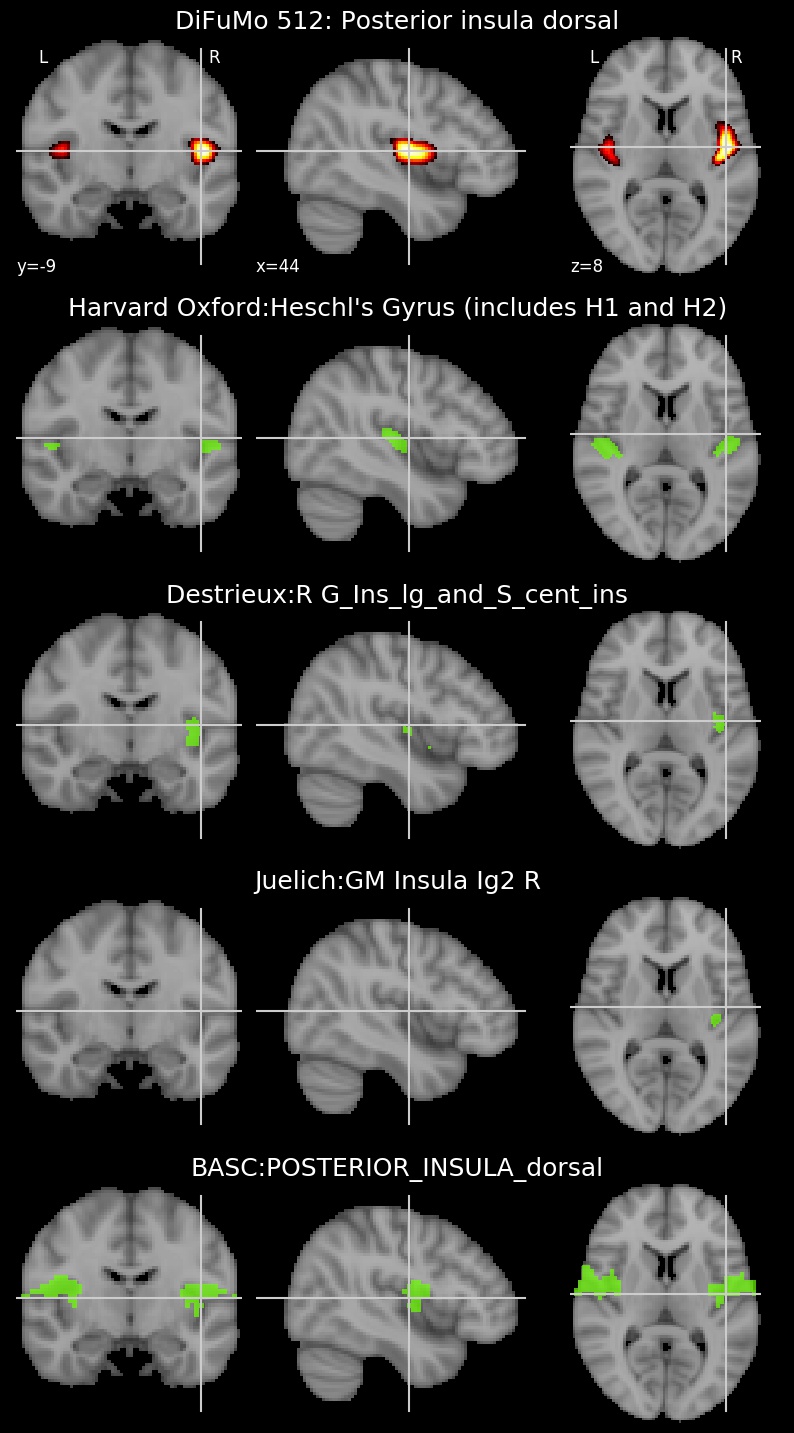 DiFuMo 512: Posterior insula dorsal
L R L R
y=-9 x=44 z=8
Harvard Oxford:Heschl's Gyrus (includes H1 and H2)
Destrieux:R G_Ins_lg_and_S_cent_ins
Juelich:GM Insula Ig2 R
BASC:POSTERIOR_INSULA_dorsal